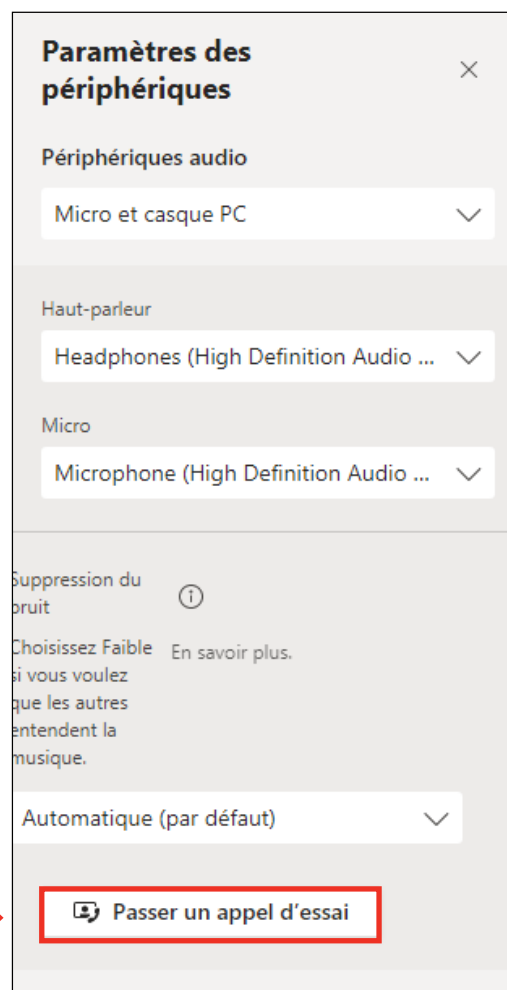 Paramètres des
périphériques
Périphériques audio
Micro et casque PC
Haut-parleur
Headphones (High Definition Audio ...
Micro
Microphone (High Definition Audio ...
Suppression du
bruit
Choisissez Faible
si vous voulez
que les autres
entendent la
musique.
En savoir plus.
Automatique (par défaut)
Passer un appel d’essai